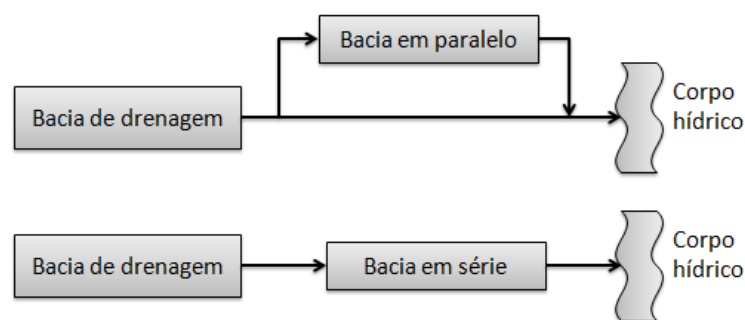 Bacia em paralelo
Bacia de drenagem
Corpo
hídrico
Bacia de drenagem
Bacia em série
Corpo
hídrico